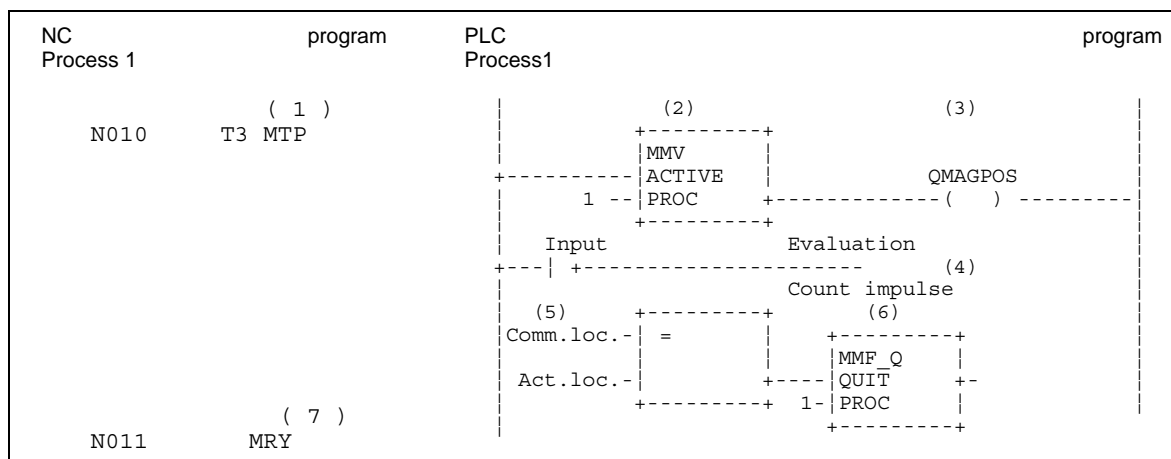 NC program PLC program
Process 1 Process1
( 1 ) (2) (3)
N010 T3 MTP
MMV
ACTIVE QMAGPOS
1 --|PROC +-------------( ) ---------
Input Evaluation
(4)
Count impulse
(5) (6)
Comm.loc.-| =
MMF_Q
Act.loc.-| +----|QUIT +-
1-|PROC
( 7 )
N011 MRY